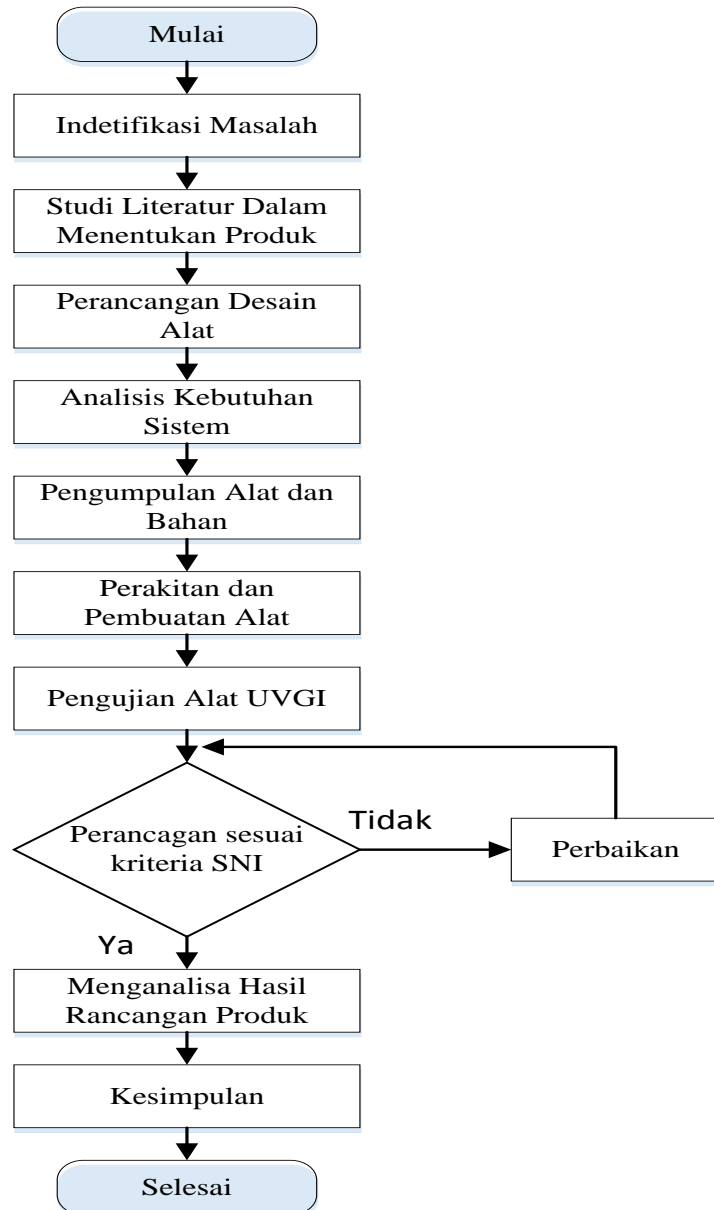 Mulai
Indetifikasi Masalah
Studi Literatur Dalam
Menentukan Produk
Perancangan Desain
Alat
Analisis Kebutuhan
Sistem
Pengumpulan Alat dan
Bahan
Perakitan dan
Pembuatan Alat
Pengujian Alat UVGI
Perancagan sesuai
kriteria SNI
Tidak
Perbaikan
Ya
Menganalisa Hasil
Rancangan Produk
Kesimpulan
Selesai